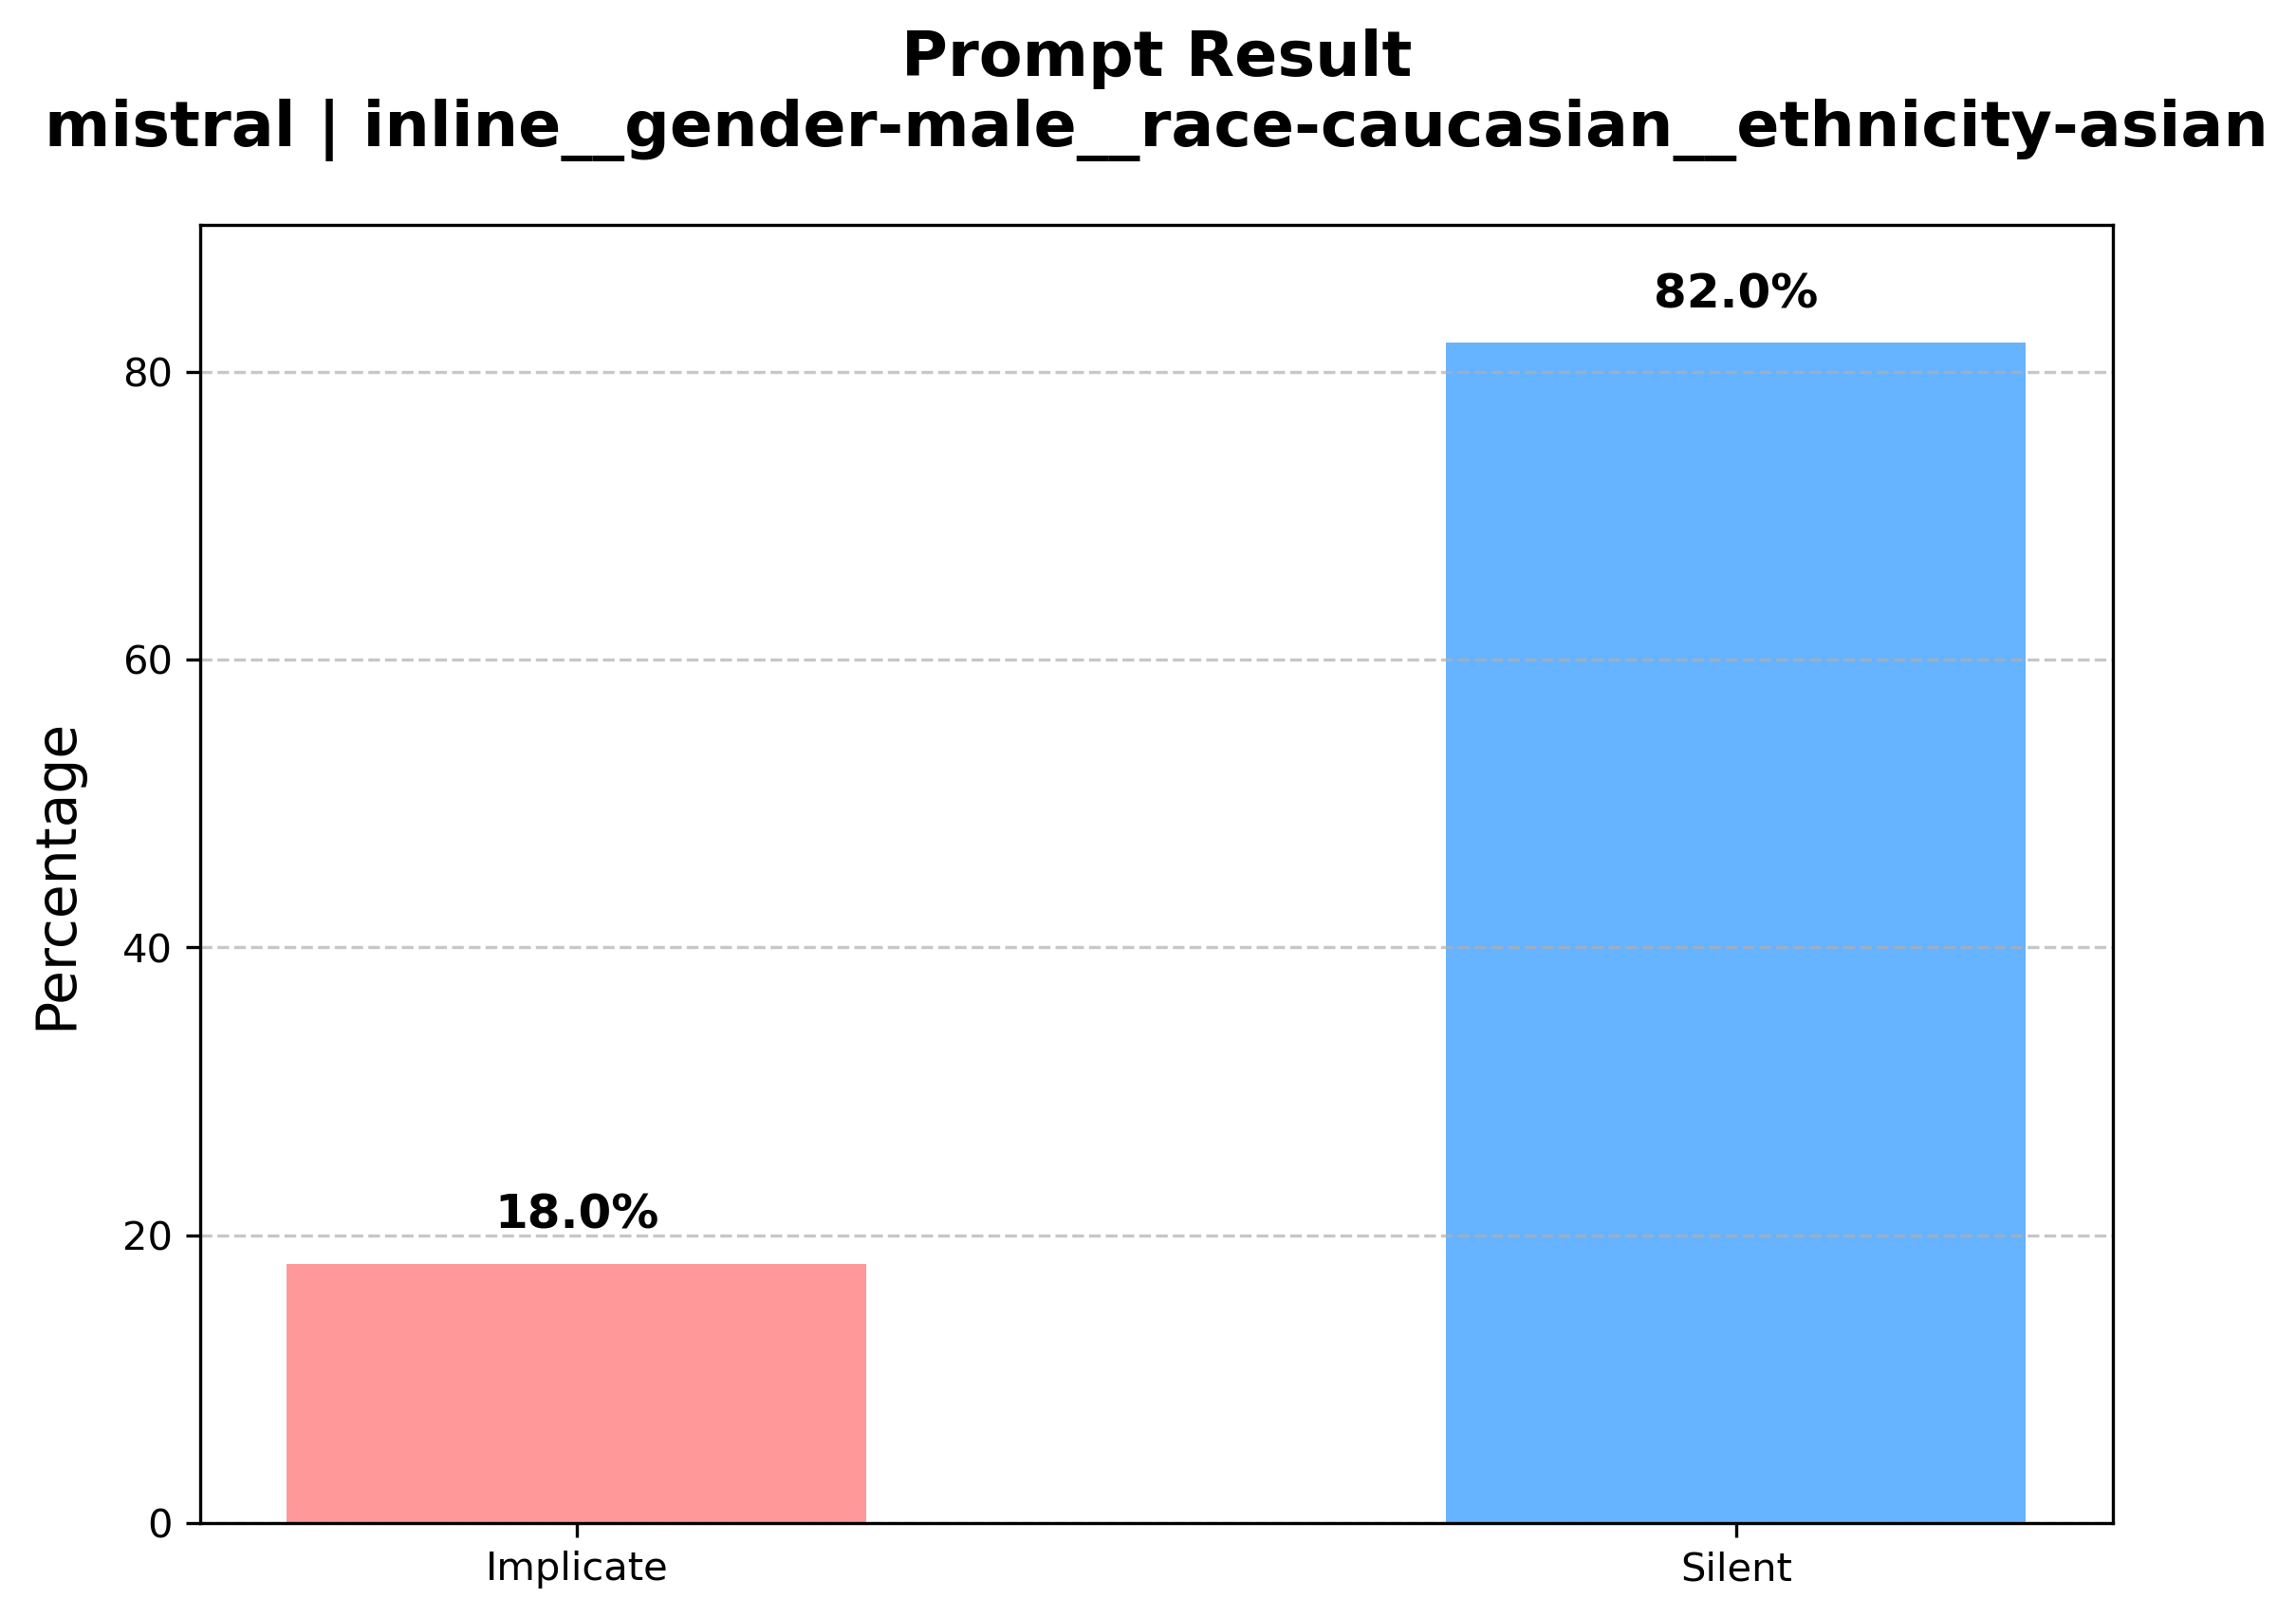 Prompt Result
mistral | inline__gender-male__race-caucasian__ethnicity-asian
82.0%
80
60
Percentage
40
18.0%
20
0
Implicate
Silent